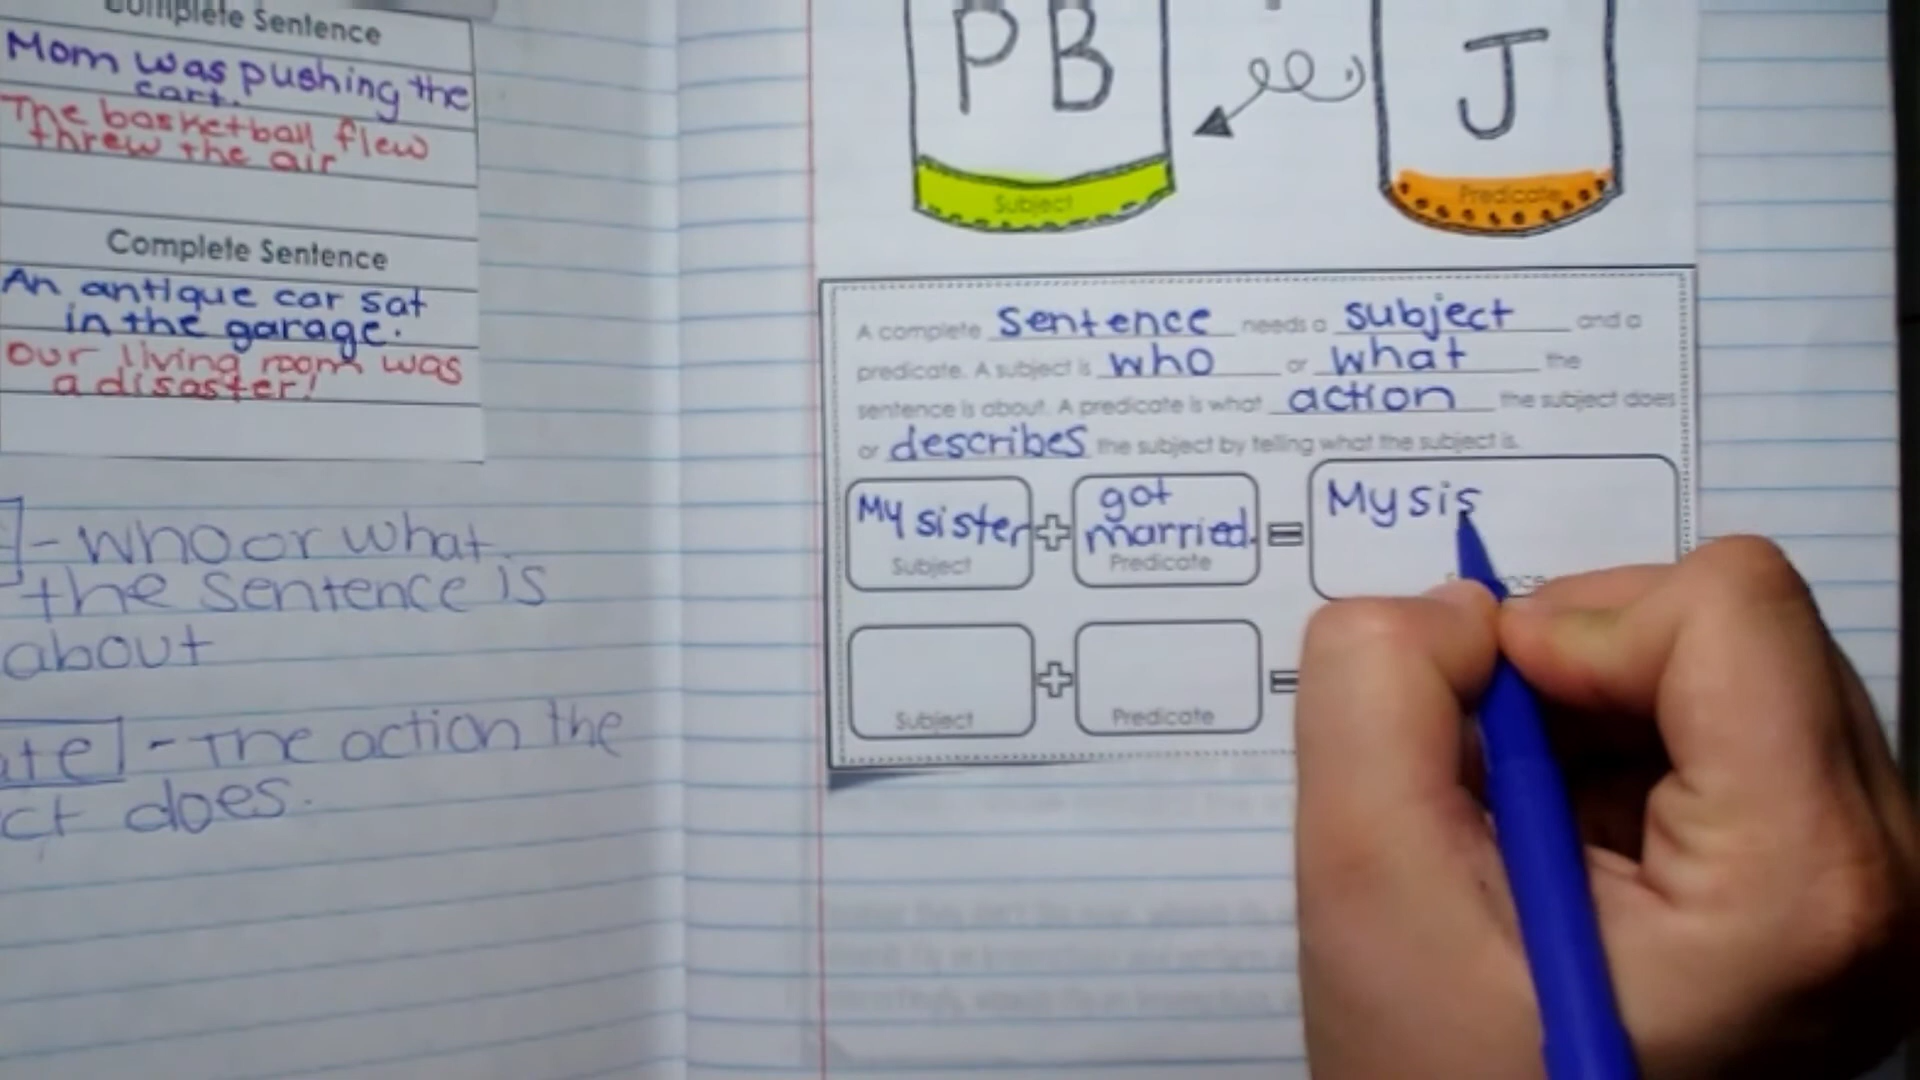 Complete Sentence
Mom was pushing the
cart.
The basketball flew
threw the air
Complete Sentence
An antique car sat
in the garage.
our living room was
a disaster!
- who or what
the sentence is
about
ate - The action the
ct does.
PB
J
Subject
Predicate
A complete sentence needs a subject and a
predicate. A subject is who or what the
sentence is about. A predicate is what action the subject does
or describes the subject by telling what the subject is.
My sister
Subject
got
married.
Predicate
My sis
Subject
Predicate